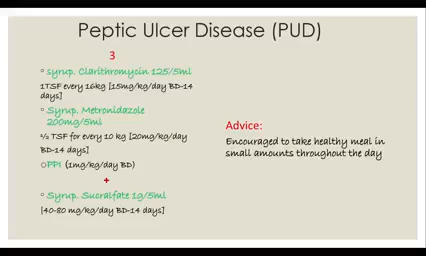 Peptic Ulcer Disease (PUD)
3
Syrup. Clarithromycin 125/5ml
1TSF every 16kg [15mg/kg/day BD-14
days]
Syrup. Metronidazole
200mg/5ml
½ TSF for every 10 kg [20mg/kg/day
BD-14 days]
PPI (1mg/kg/day BD)
+
Syrup. Sucralfate 1g/5ml
[40-80 mg/kg/day BD-14 days]
Advice:
Encouraged to take healthy meal in
small amounts throughout the day